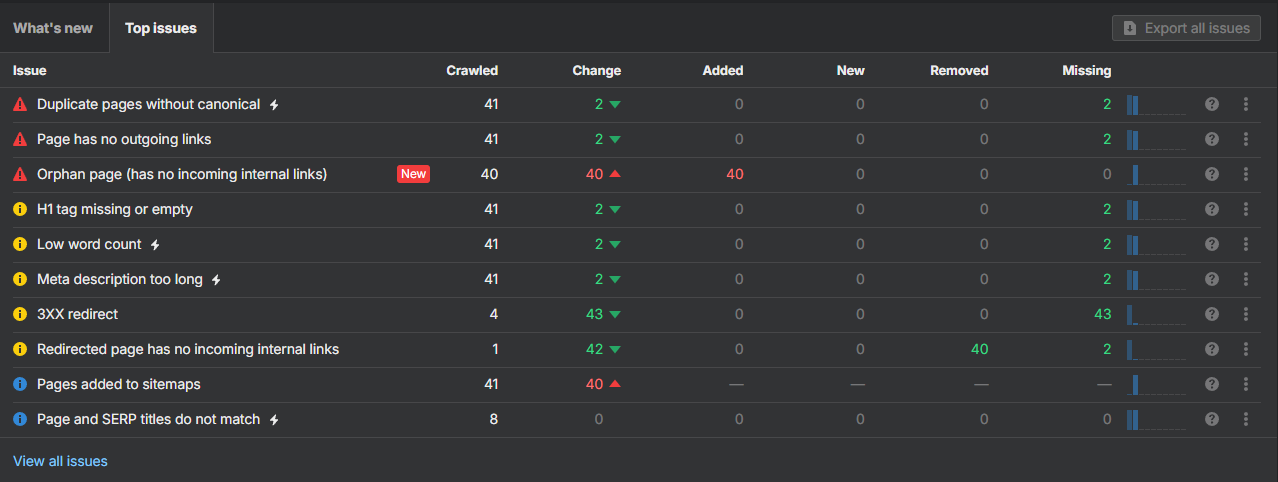 What's new Top issues Export all issues
Issue Crawled Change Added New Removed Missing
Duplicate pages without canonical 41 2 0 0 0 2
Page has no outgoing links 41 2 0 0 0 2
Orphan page (has no incoming internal links) New 40 40 40 0 0 0
H1 tag missing or empty 41 2 0 0 0 2
Low word count 41 2 0 0 0 2
Meta description too long 41 2 0 0 0 2
3XX redirect 4 43 0 0 0 43
Redirected page has no incoming internal links 1 42 0 0 40 2
Pages added to sitemaps 41 40 — — — —
Page and SERP titles do not match 8 0 0 0 0 0
View all issues